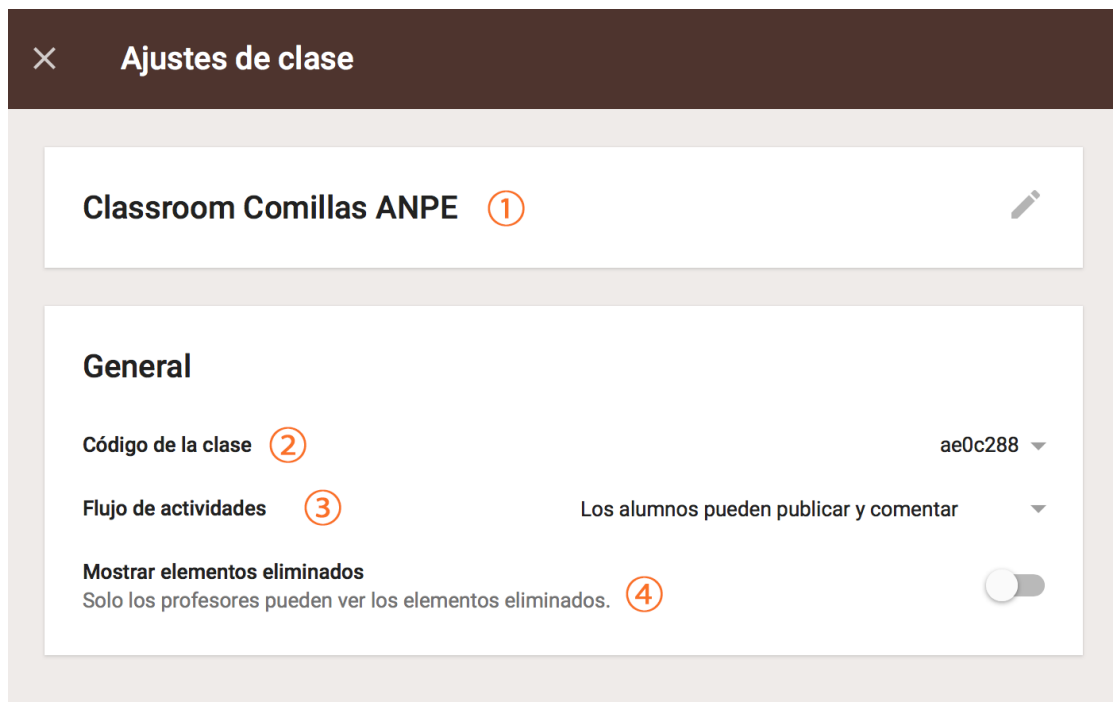 Ajustes de clase
Classroom Comillas ANPE ①
General
Código de la clase ② ae0c288
Flujo de actividades ③ Los alumnos pueden publicar y comentar
Mostrar elementos eliminados
Solo los profesores pueden ver los elementos eliminados. ④